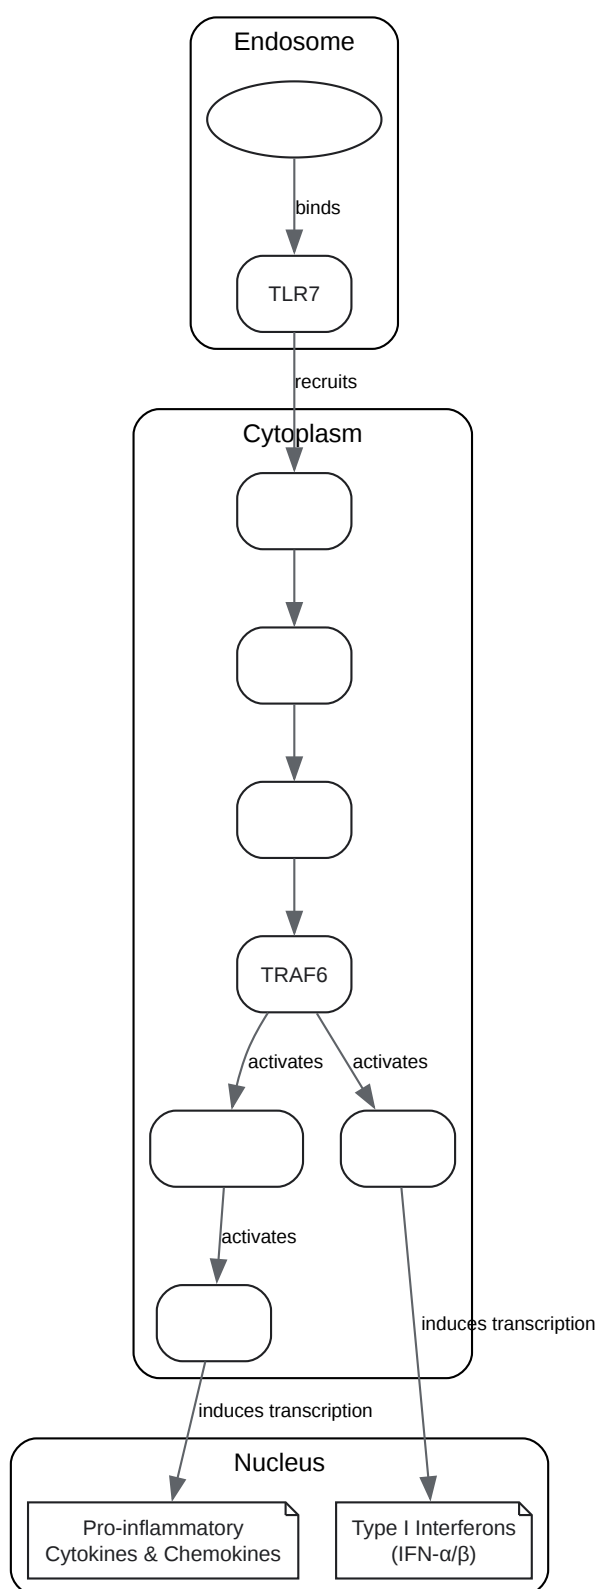 Endosome
binds
TLR7
recruits
Cytoplasm
TRAF6
activates
activates
activates
induces transcription
induces transcription
Nucleus
Pro-inflammatory
Cytokines & Chemokines
Type I Interferons
(IFN-α/β)